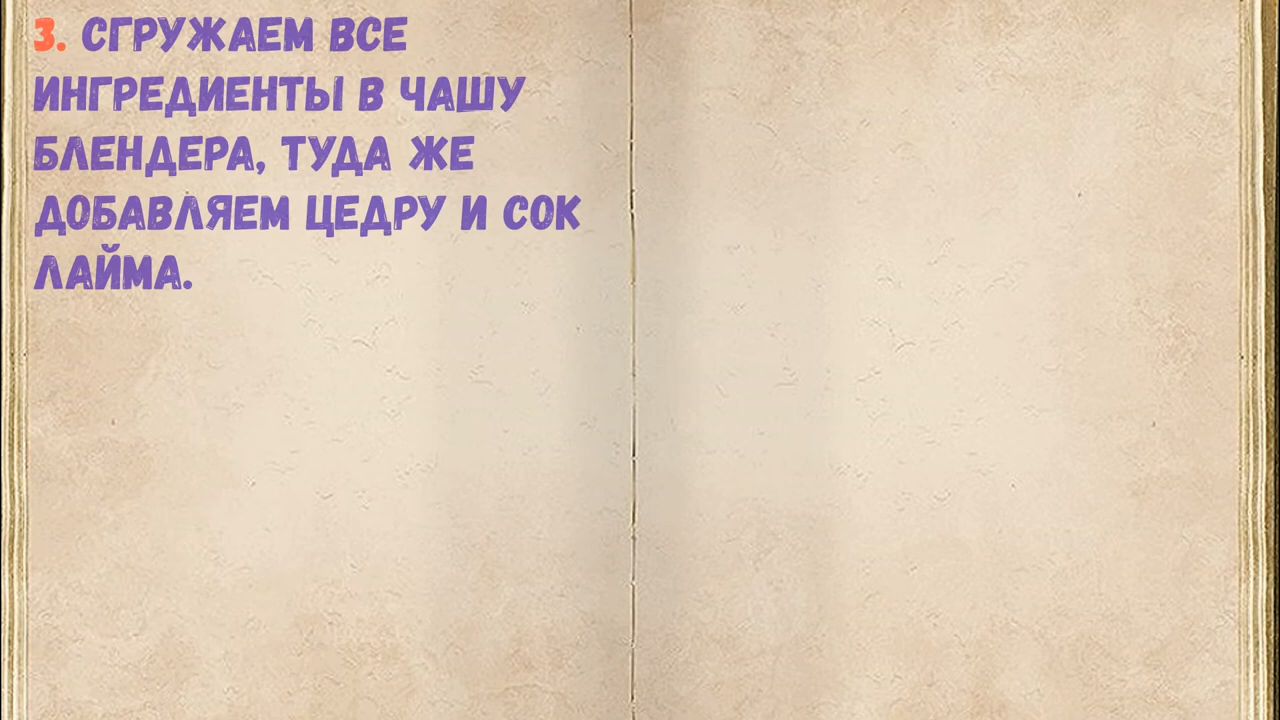 3. СГРУЖАЕМ ВСЕ
ИНГРЕДИЕНТЫ В ЧАШУ
БЛЕНДЕРА, ТУДА ЖЕ
ДОБАВЛЯЕМ ЦЕДРУ И СОК
ЛАЙМА.